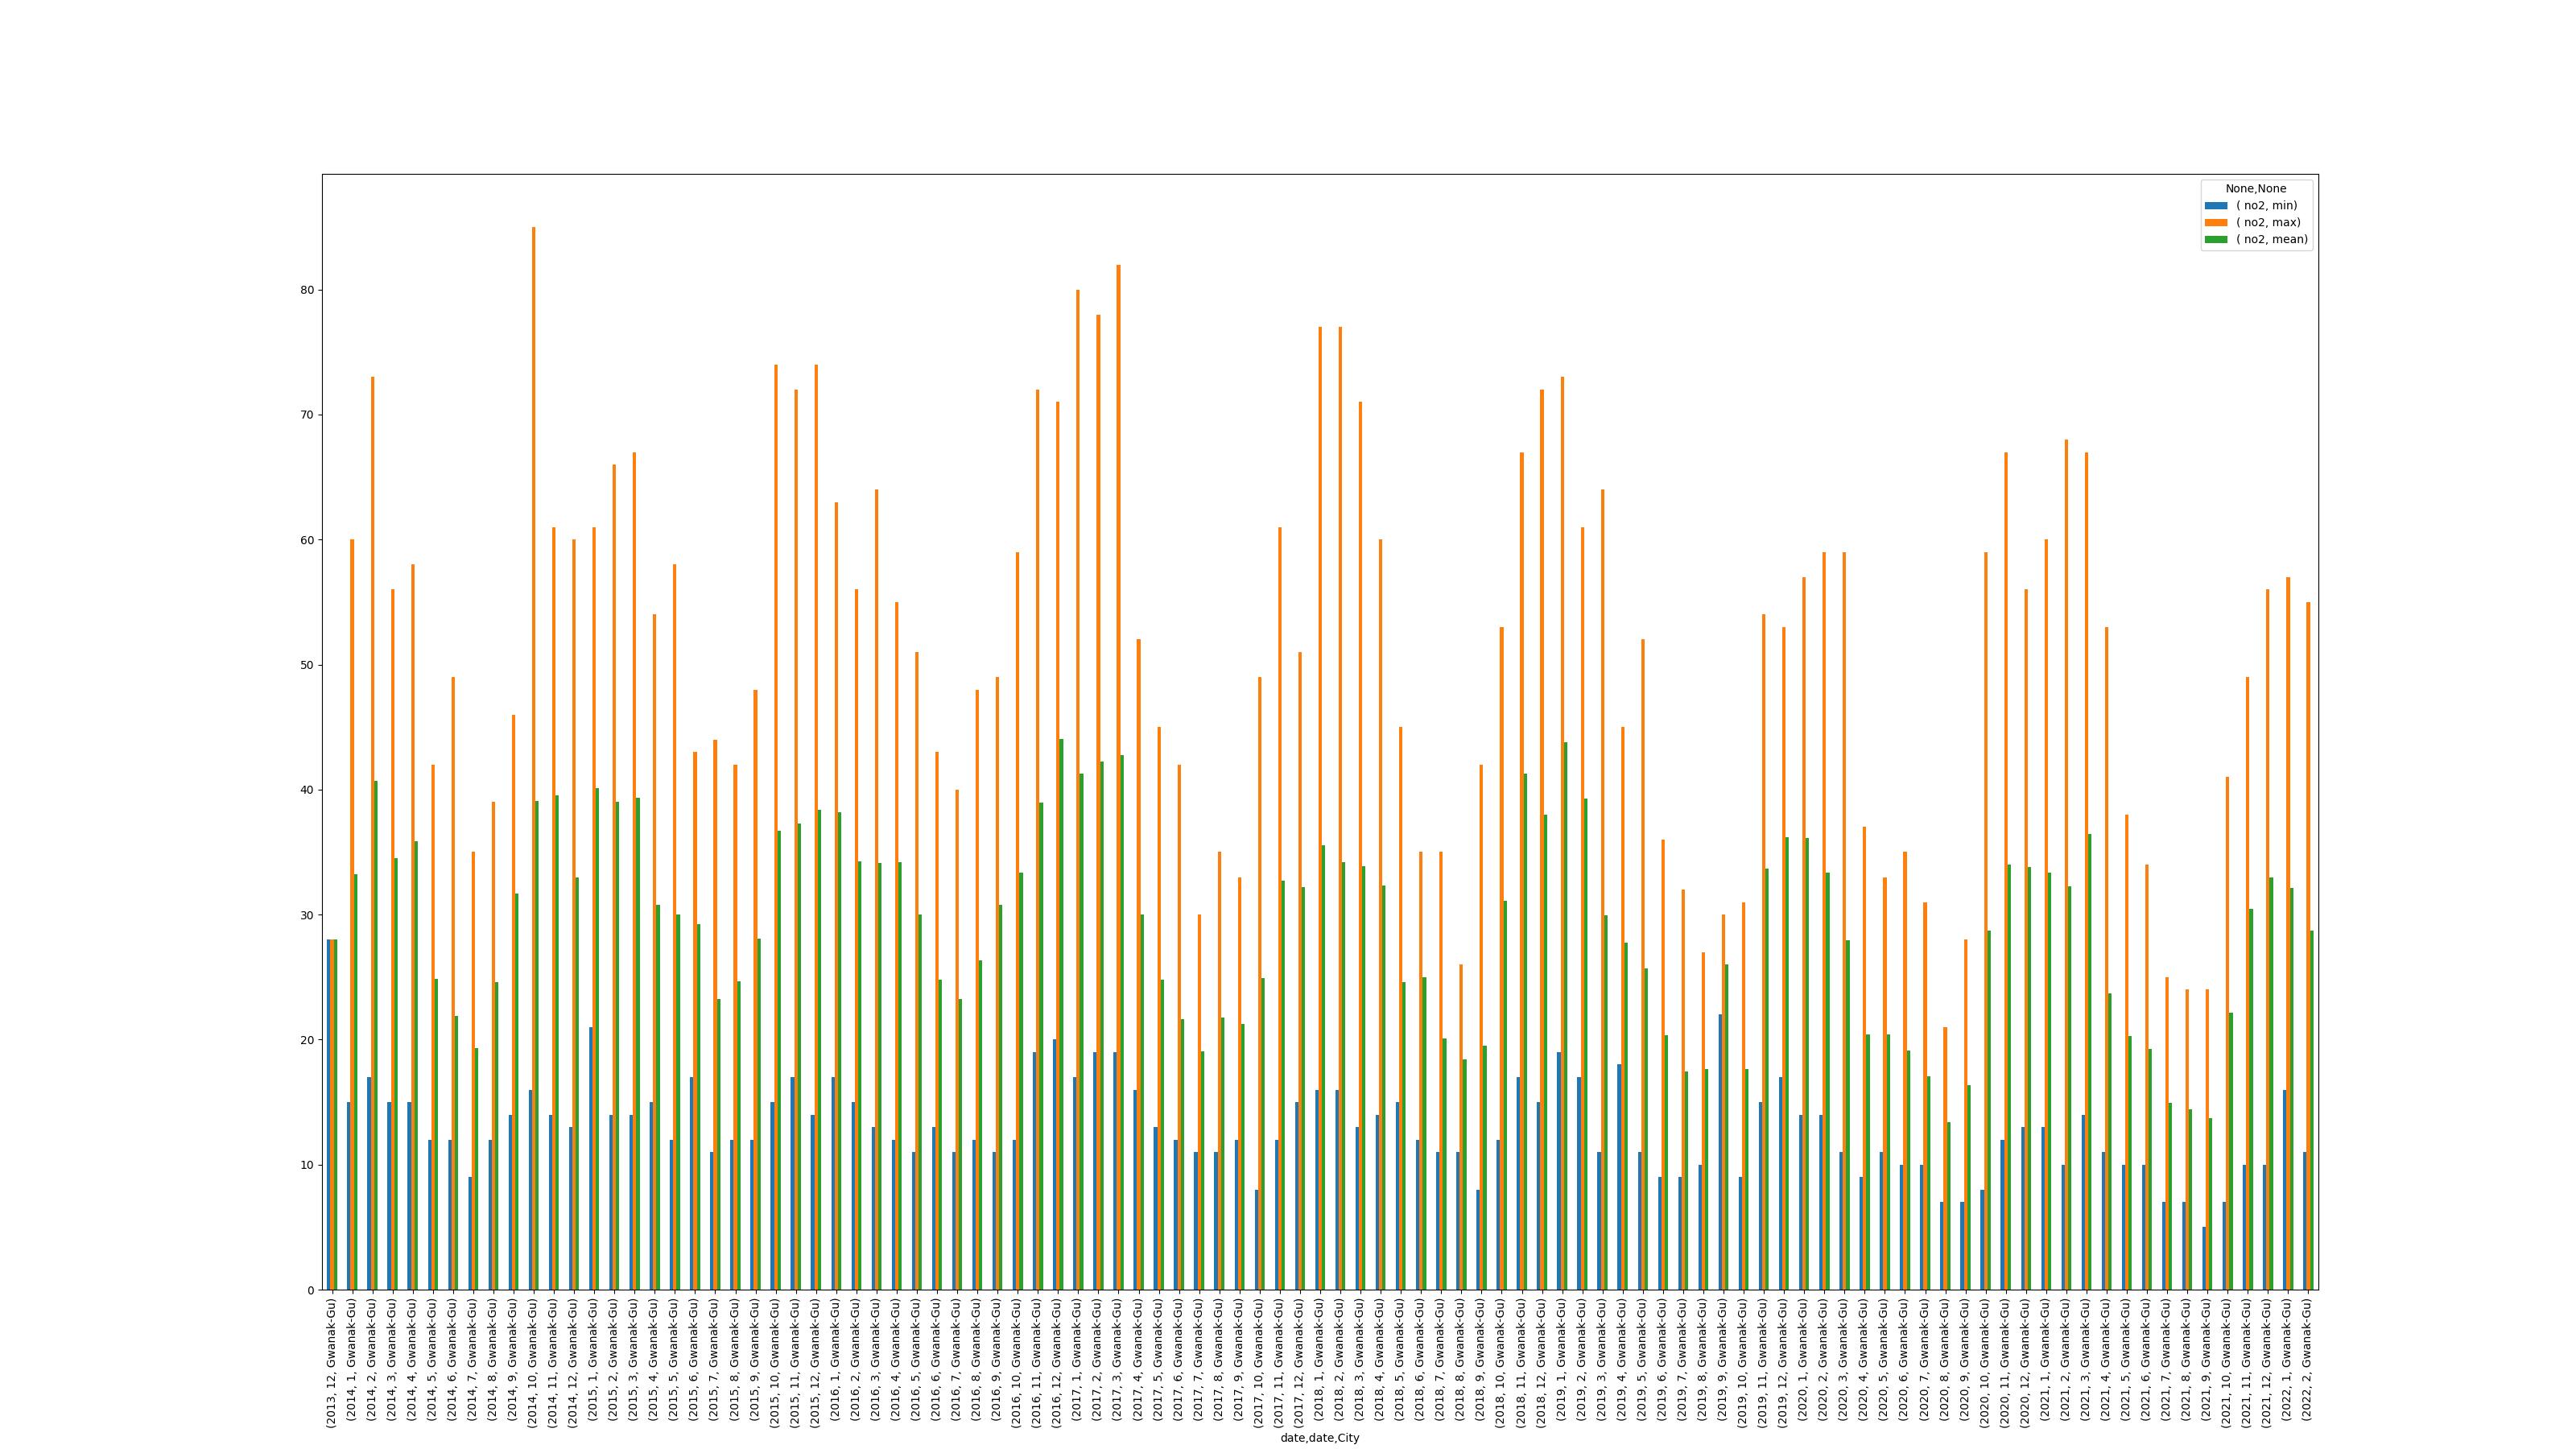 None,None
( no2, min)
( no2, max)
( no2, mean)
80
70
60
50
40
30
20
10
0
(2013, 12, Gwanak-Gu)
(2014, 1, Gwanak-Gu)
(2014, 2, Gwanak-Gu)
(2014, 3, Gwanak-Gu)
(2014, 4, Gwanak-Gu)
(2014, 5, Gwanak-Gu)
(2014, 6, Gwanak-Gu)
(2014, 7, Gwanak-Gu)
(2014, 8, Gwanak-Gu)
(2014, 9, Gwanak-Gu)
(2014, 10, Gwanak-Gu)
(2014, 11, Gwanak-Gu)
(2014, 12, Gwanak-Gu)
(2015, 1, Gwanak-Gu)
(2015, 2, Gwanak-Gu)
(2015, 3, Gwanak-Gu)
(2015, 4, Gwanak-Gu)
(2015, 5, Gwanak-Gu)
(2015, 6, Gwanak-Gu)
(2015, 7, Gwanak-Gu)
(2015, 8, Gwanak-Gu)
(2015, 9, Gwanak-Gu)
(2015, 10, Gwanak-Gu)
(2015, 11, Gwanak-Gu)
(2015, 12, Gwanak-Gu)
(2016, 1, Gwanak-Gu)
(2016, 2, Gwanak-Gu)
(2016, 3, Gwanak-Gu)
(2016, 4, Gwanak-Gu)
(2016, 5, Gwanak-Gu)
(2016, 6, Gwanak-Gu)
(2016, 7, Gwanak-Gu)
(2016, 8, Gwanak-Gu)
(2016, 9, Gwanak-Gu)
(2016, 10, Gwanak-Gu)
(2016, 11, Gwanak-Gu)
(2016, 12, Gwanak-Gu)
(2017, 1, Gwanak-Gu)
(2017, 2, Gwanak-Gu)
(2017, 3, Gwanak-Gu)
(2017, 4, Gwanak-Gu)
(2017, 5, Gwanak-Gu)
(2017, 6, Gwanak-Gu)
(2017, 7, Gwanak-Gu)
(2017, 8, Gwanak-Gu)
(2017, 9, Gwanak-Gu)
(2017, 10, Gwanak-Gu)
(2017, 11, Gwanak-Gu)
(2017, 12, Gwanak-Gu)
(2018, 1, Gwanak-Gu)
(2018, 2, Gwanak-Gu)
(2018, 3, Gwanak-Gu)
(2018, 4, Gwanak-Gu)
(2018, 5, Gwanak-Gu)
(2018, 6, Gwanak-Gu)
(2018, 7, Gwanak-Gu)
(2018, 8, Gwanak-Gu)
(2018, 9, Gwanak-Gu)
(2018, 10, Gwanak-Gu)
(2018, 11, Gwanak-Gu)
(2018, 12, Gwanak-Gu)
(2019, 1, Gwanak-Gu)
(2019, 2, Gwanak-Gu)
(2019, 3, Gwanak-Gu)
(2019, 4, Gwanak-Gu)
(2019, 5, Gwanak-Gu)
(2019, 6, Gwanak-Gu)
(2019, 7, Gwanak-Gu)
(2019, 8, Gwanak-Gu)
(2019, 9, Gwanak-Gu)
(2019, 10, Gwanak-Gu)
(2019, 11, Gwanak-Gu)
(2019, 12, Gwanak-Gu)
(2020, 1, Gwanak-Gu)
(2020, 2, Gwanak-Gu)
(2020, 3, Gwanak-Gu)
(2020, 4, Gwanak-Gu)
(2020, 5, Gwanak-Gu)
(2020, 6, Gwanak-Gu)
(2020, 7, Gwanak-Gu)
(2020, 8, Gwanak-Gu)
(2020, 9, Gwanak-Gu)
(2020, 10, Gwanak-Gu)
(2020, 11, Gwanak-Gu)
(2020, 12, Gwanak-Gu)
(2021, 1, Gwanak-Gu)
(2021, 2, Gwanak-Gu)
(2021, 3, Gwanak-Gu)
(2021, 4, Gwanak-Gu)
(2021, 5, Gwanak-Gu)
(2021, 6, Gwanak-Gu)
(2021, 7, Gwanak-Gu)
(2021, 8, Gwanak-Gu)
(2021, 9, Gwanak-Gu)
(2021, 10, Gwanak-Gu)
(2021, 11, Gwanak-Gu)
(2021, 12, Gwanak-Gu)
(2022, 1, Gwanak-Gu)
(2022, 2, Gwanak-Gu)
date,date,City